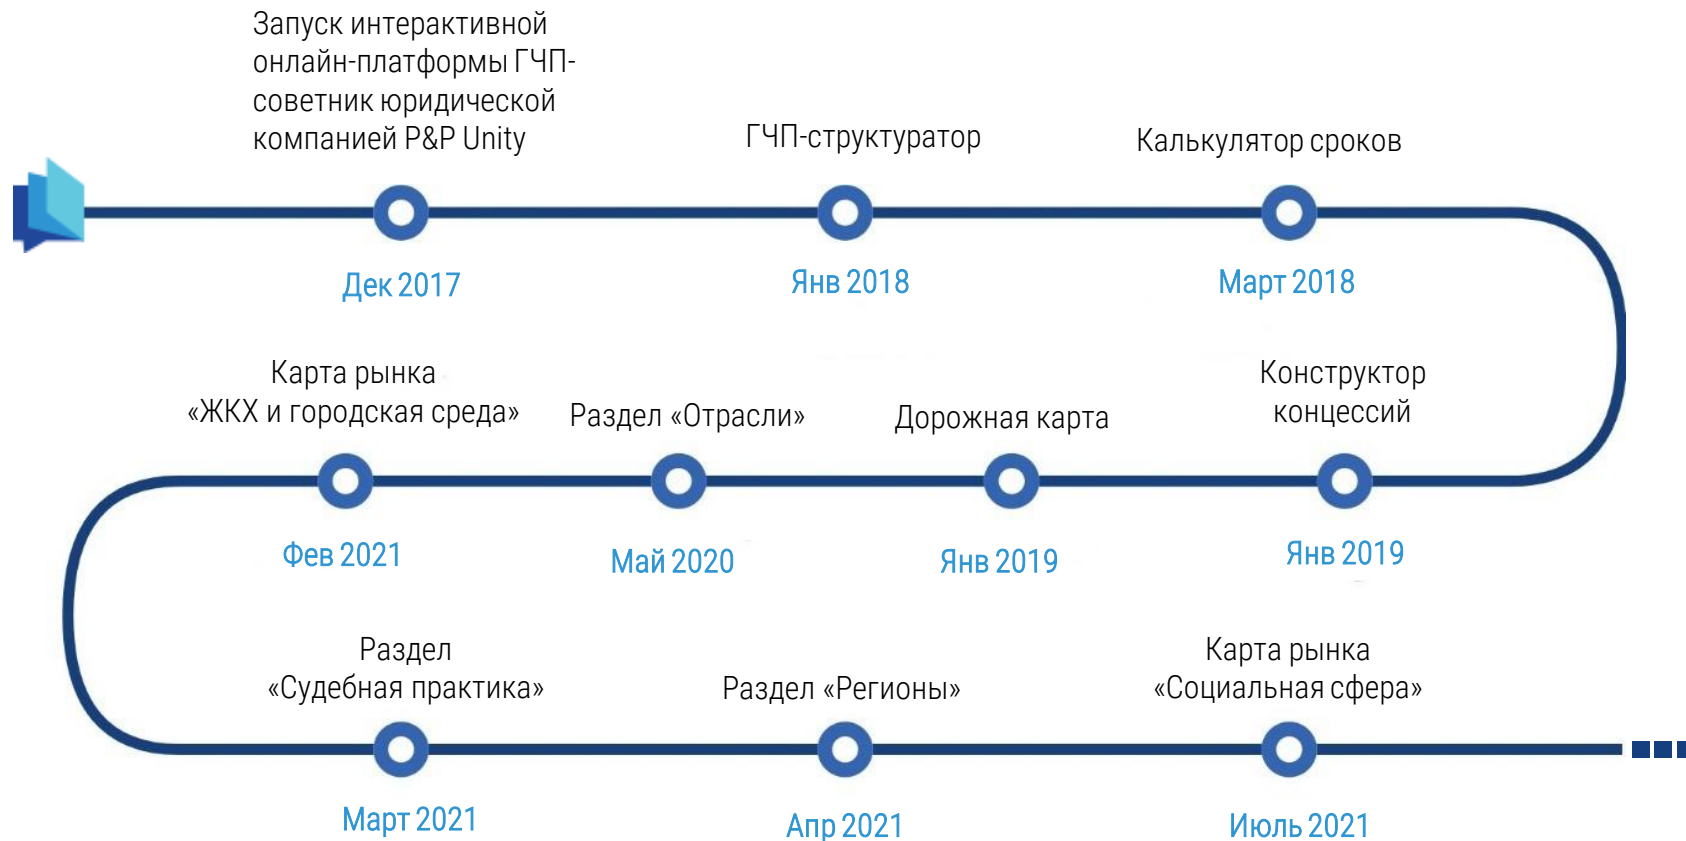 Запуск интерактивной
онлайн-платформы ГЧП-
советник юридической
компанией P&P Unity
Дек 2017
ГЧП-структуратор
Янв 2018
Калькулятор сроков
Март 2018
Конструктор
концессий
Янв 2019
Дорожная карта
Янв 2019
Раздел «Отрасли»
Май 2020
Карта рынка
«ЖКХ и городская среда»
Фев 2021
Раздел
«Судебная практика»
Март 2021
Раздел «Регионы»
Апр 2021
Карта рынка
«Социальная сфера»
Июль 2021